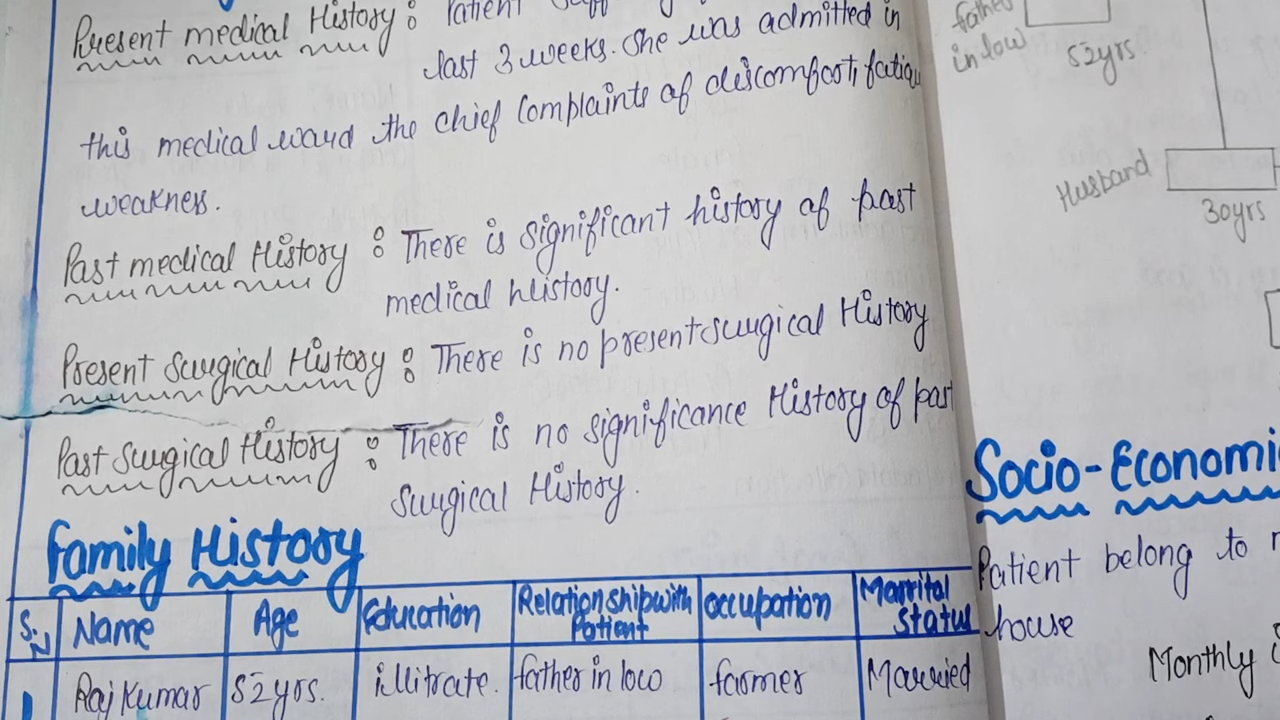 Present medical History : Patient
last 3 weeks. She was admitted in
this medical ward the chief Complaints of discomfort, fatiqu
weakness.
Past medical History : There is significant history of past
medical history.
Present Surgical History : There is no present surgical History
Past Surgical History : There is no significance History of past
Surgical History.
Family History
S.N Name Age Education Relationship with Patient occupation Marrital Status
1 Raj Kumar 52yrs. illitrate. father in low farmer Married
father
in low
52yrs
Husband
30yrs
Socio-Economi
Patient belong to
house
Monthly